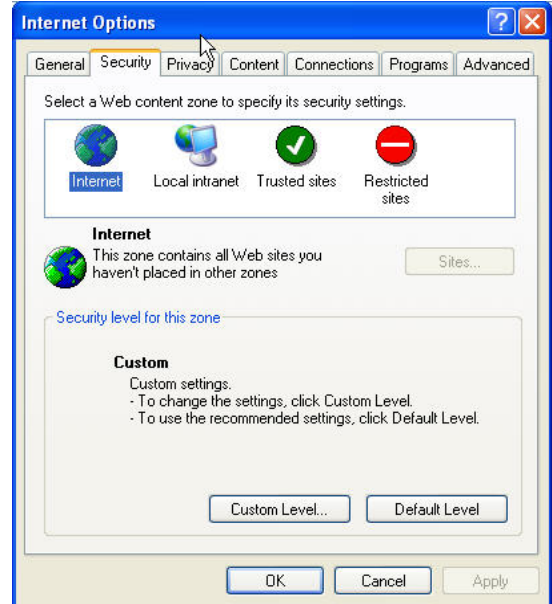 Internet Options
General Security Privacy Content Connections Programs Advanced
Select a Web content zone to specify its security settings.
Internet Local intranet Trusted sites Restricted sites
Internet
This zone contains all Web sites you
haven't placed in other zones
Sites...
Security level for this zone
Custom
Custom settings.
- To change the settings, click Custom Level.
- To use the recommended settings, click Default Level.
Custom Level... Default Level
OK Cancel Apply